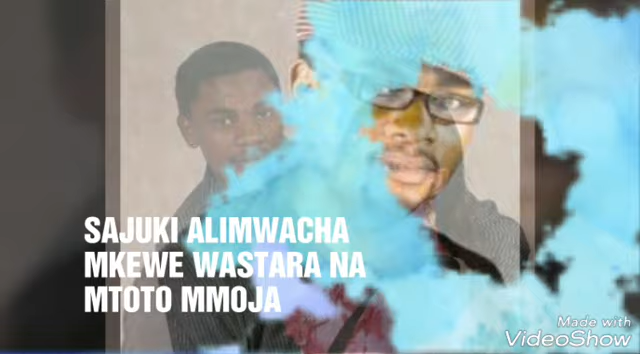 SAJUKI ALIMWACHA
MKEWE WASTARA NA
MTOTO MMOJA
Made with
VideoShow